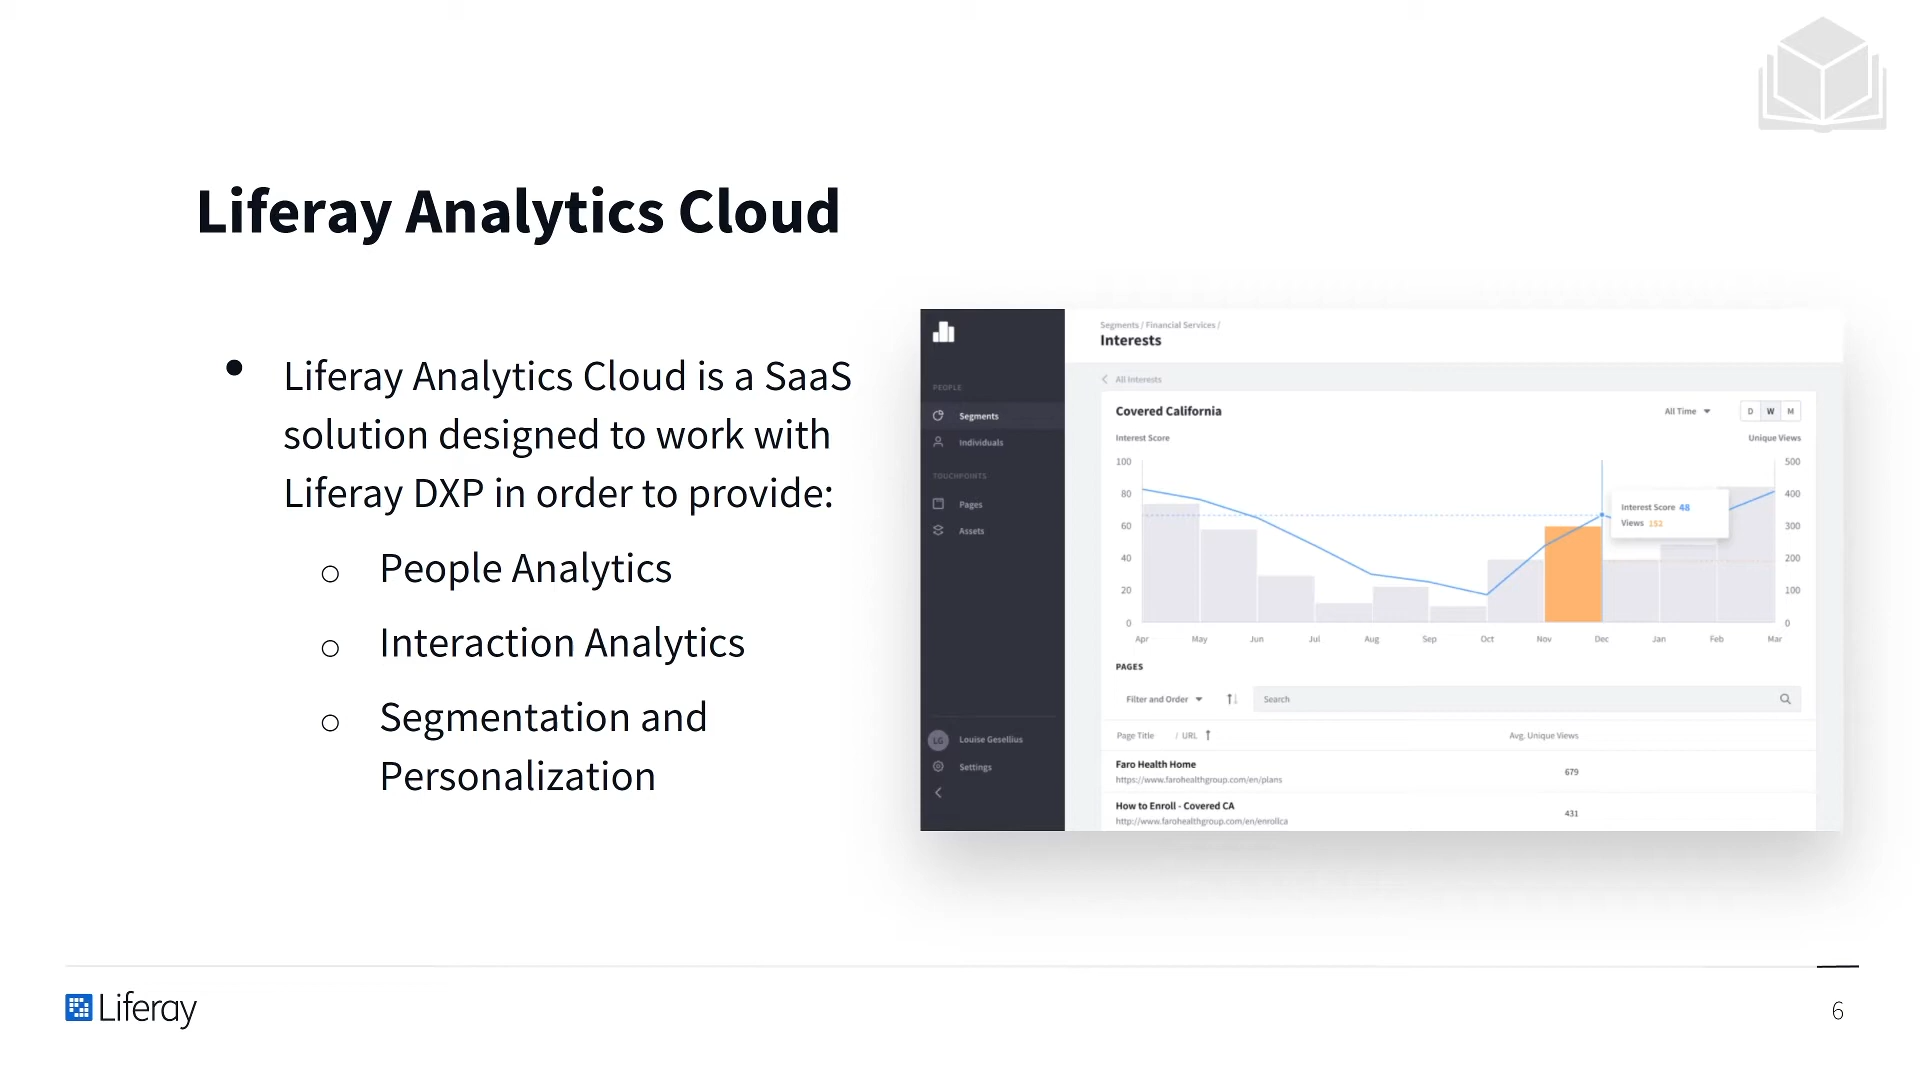 Liferay Analytics Cloud
• Liferay Analytics Cloud is a SaaS
solution designed to work with
Liferay DXP in order to provide:
o People Analytics
o Interaction Analytics
o Segmentation and
Personalization
PEOPLE
Segments
Individuals
TOUCHPOINTS
Pages
Assets
LG Louise Gesellius
Settings
Segments / Financial Services /
Interests
All Interests
Covered California
All Time D W M
Interest Score Unique Views
100 500
80 400
Interest Score 48
Views 152
60 300
40 200
20 100
0 0
Apr May Jun Jul Aug Sep Oct Nov Dec Jan Feb Mar
PAGES
Filter and Order Search
Page Title / URL Avg. Unique Views
Faro Health Home
https://www.farohealthgroup.com/en/plans
679
How to Enroll - Covered CA
http://www.farohealthgroup.com/en/enrollca
431
Liferay
6